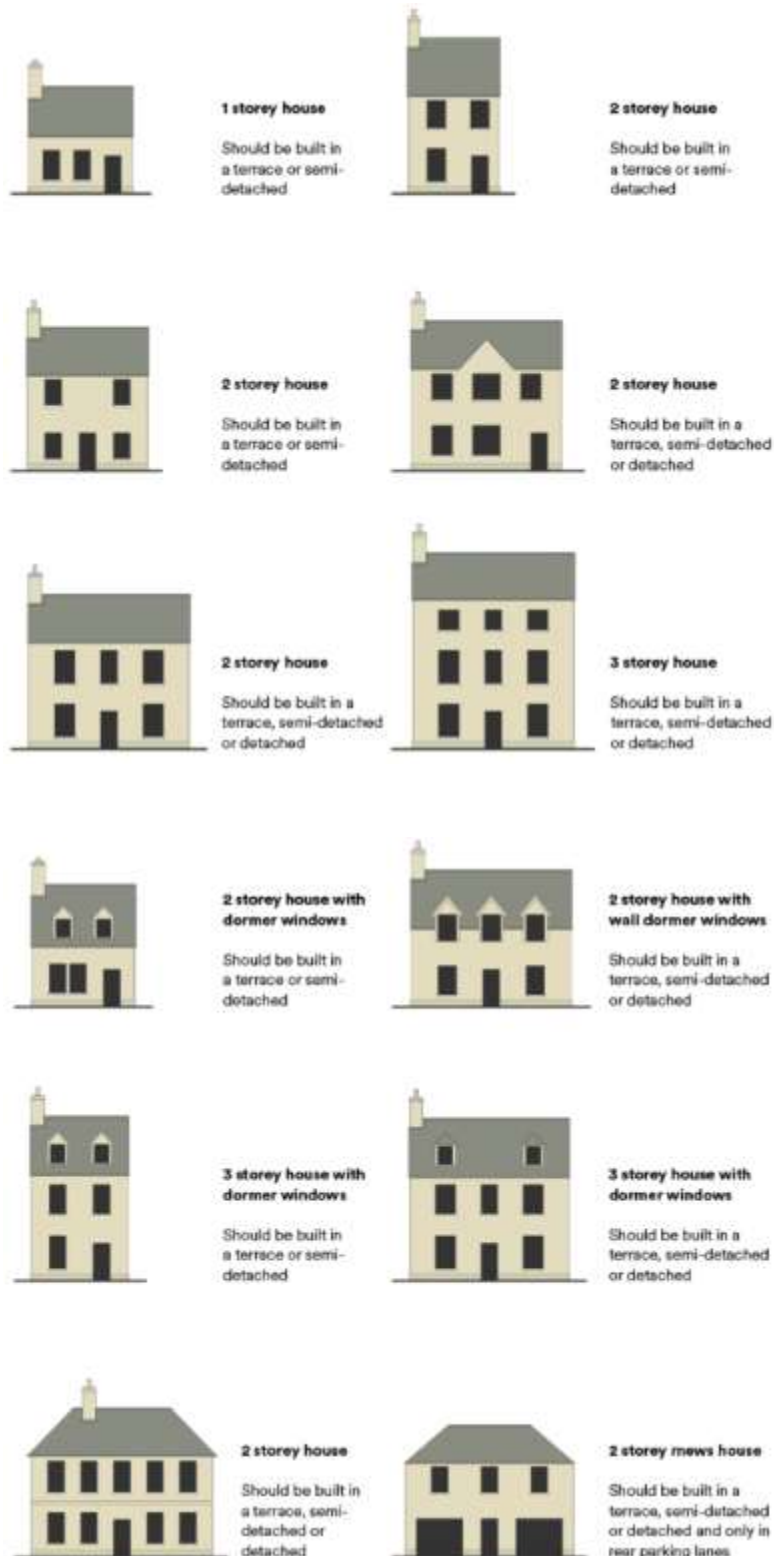 1 storey house
Should be built in
a terrace or semi-
detached
2 storey house
Should be built in
a terrace or semi-
detached
2 storey house
Should be built in
a terrace or semi-
detached
2 storey house
Should be built in a
terrace, semi-detached
or detached
2 storey house
Should be built in a
terrace, semi-detached
or detached
3 storey house
Should be built in a
terrace, semi-detached
or detached
2 storey house with
dormer windows
Should be built in
a terrace or semi-
detached
2 storey house with
wall dormer windows
Should be built in a
terrace, semi-detached
or detached
3 storey house with
dormer windows
Should be built in
a terrace or semi-
detached
3 storey house with
dormer windows
Should be built in a
terrace, semi-detached
or detached
2 storey house
Should be built in
a terrace, semi-
detached or
detached
2 storey mews house
Should be built in a
terrace, semi-detached
or detached and only in
rear parking lanes